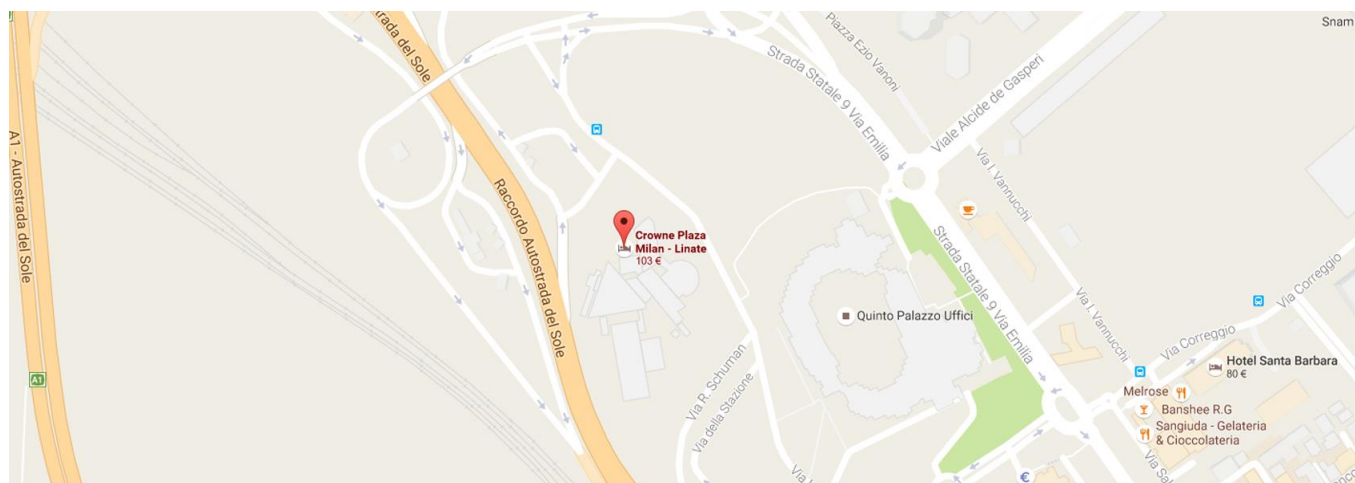 Snam
Strada del Sole
Piazza Ezio Vanoni
Strada Statale 9 Via Emilia
Viale Alcide de Gasperi
A1 - Autostrada del Sole
Via I. Vannucchi
Raccordo Autostrada del Sole
Crowne Plaza
Milan - Linate
103 €
Strada Statale 9 Via Emilia
Via Correggio
Quinto Palazzo Uffici
Via I. Vannucchi
Via Correggio
Hotel Santa Barbara
80 €
A1
Via R. Schuman
Via della Stazione
Melrose
Banshee R.G
Sangiuda - Gelateria
& Cioccolateria
€